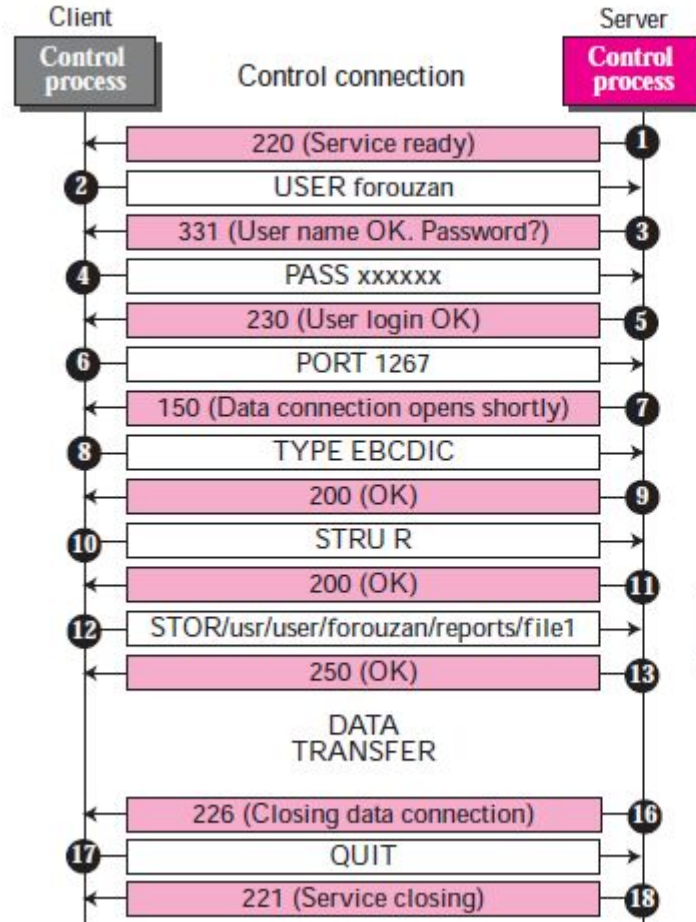 Client
Server
Control
process
Control connection
Control
process
220 (Service ready)
1
2
USER forouzan
331 (User name OK. Password?)
3
4
PASS xxxxxx
230 (User login OK)
5
6
PORT 1267
150 (Data connection opens shortly)
7
8
TYPE EBCDIC
200 (OK)
9
10
STRU R
200 (OK)
11
12
STOR/usr/user/forouzan/reports/file1
250 (OK)
13
DATA
TRANSFER
226 (Closing data connection)
16
17
QUIT
221 (Service closing)
18